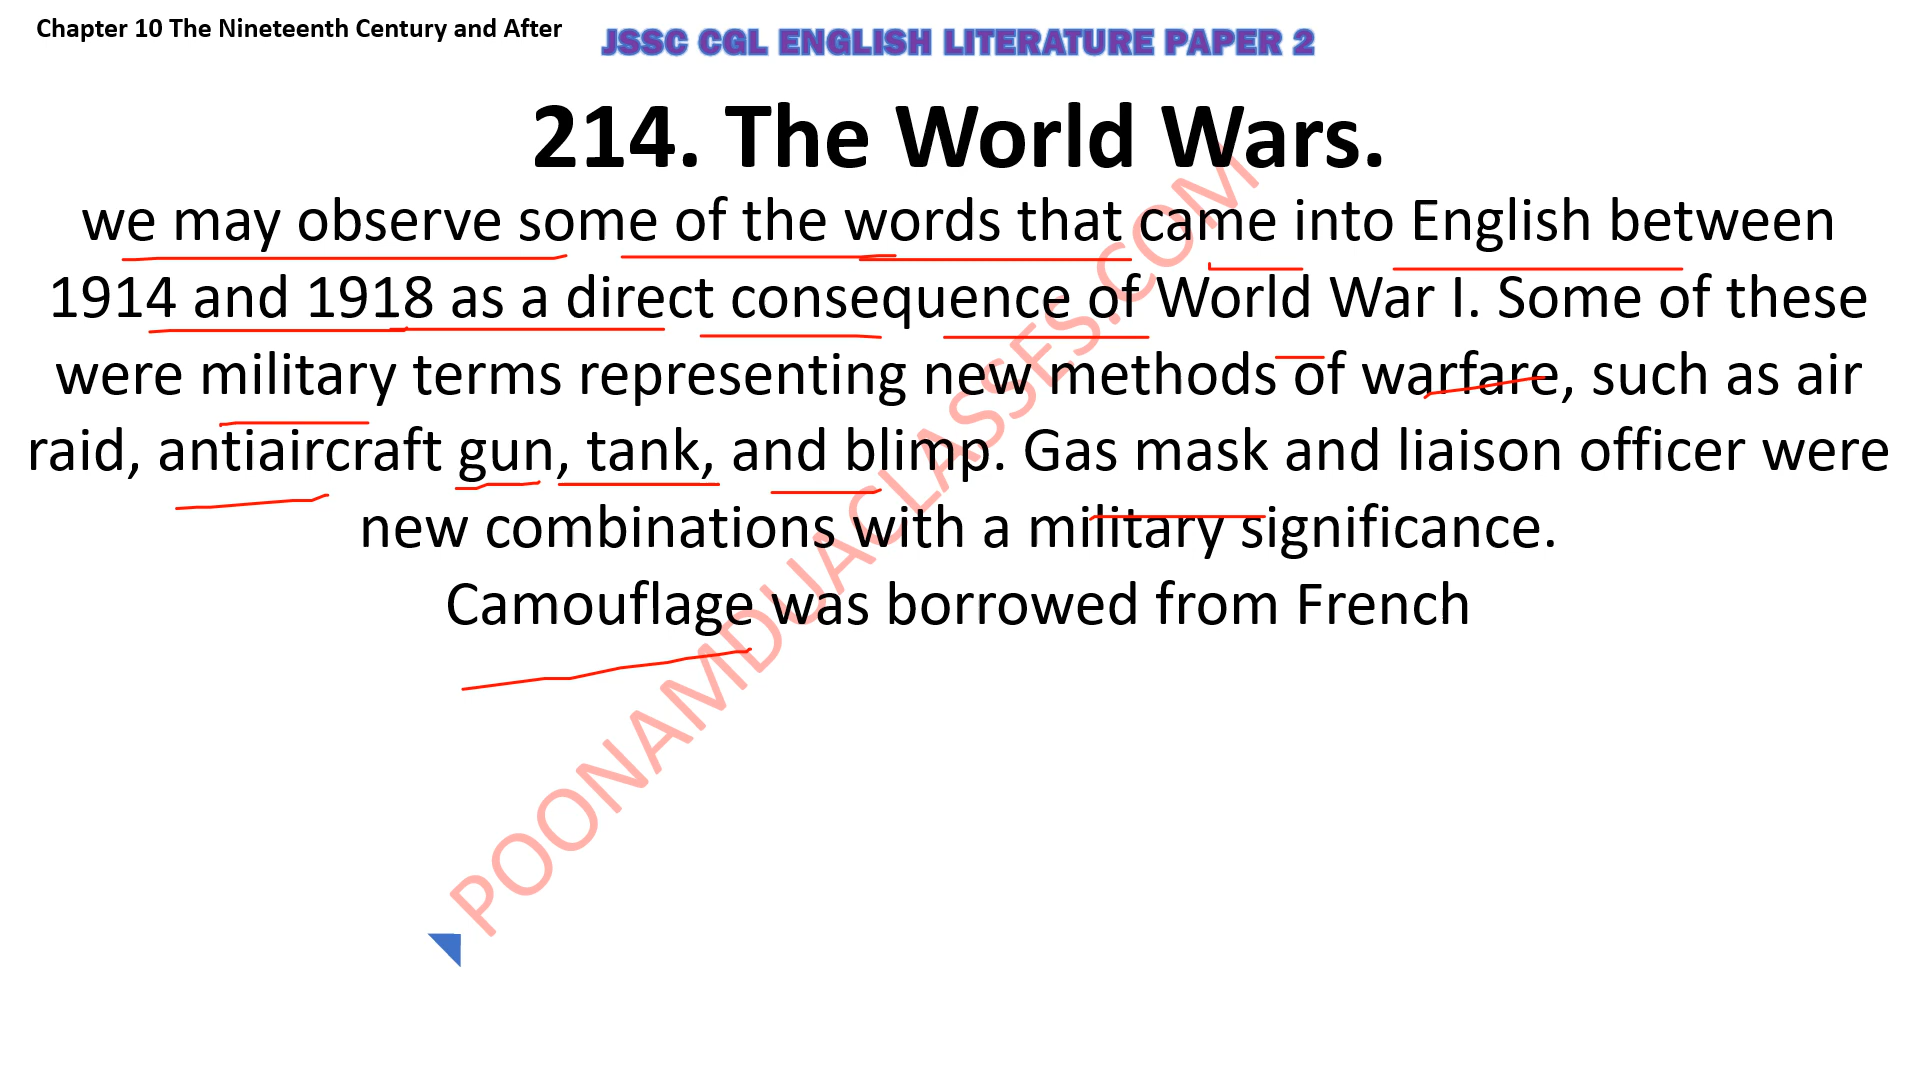 Chapter 10 The Nineteenth Century and After
JSSC CGL ENGLISH LITERATURE PAPER 2
214. The World Wars.
we may observe some of the words that came into English between
1914 and 1918 as a direct consequence of World War I. Some of these
were military terms representing new methods of warfare, such as air
raid, antiaircraft gun, tank, and blimp. Gas mask and liaison officer were
new combinations with a military significance.
Camouflage was borrowed from French
POONAMDUACLASSES.COM